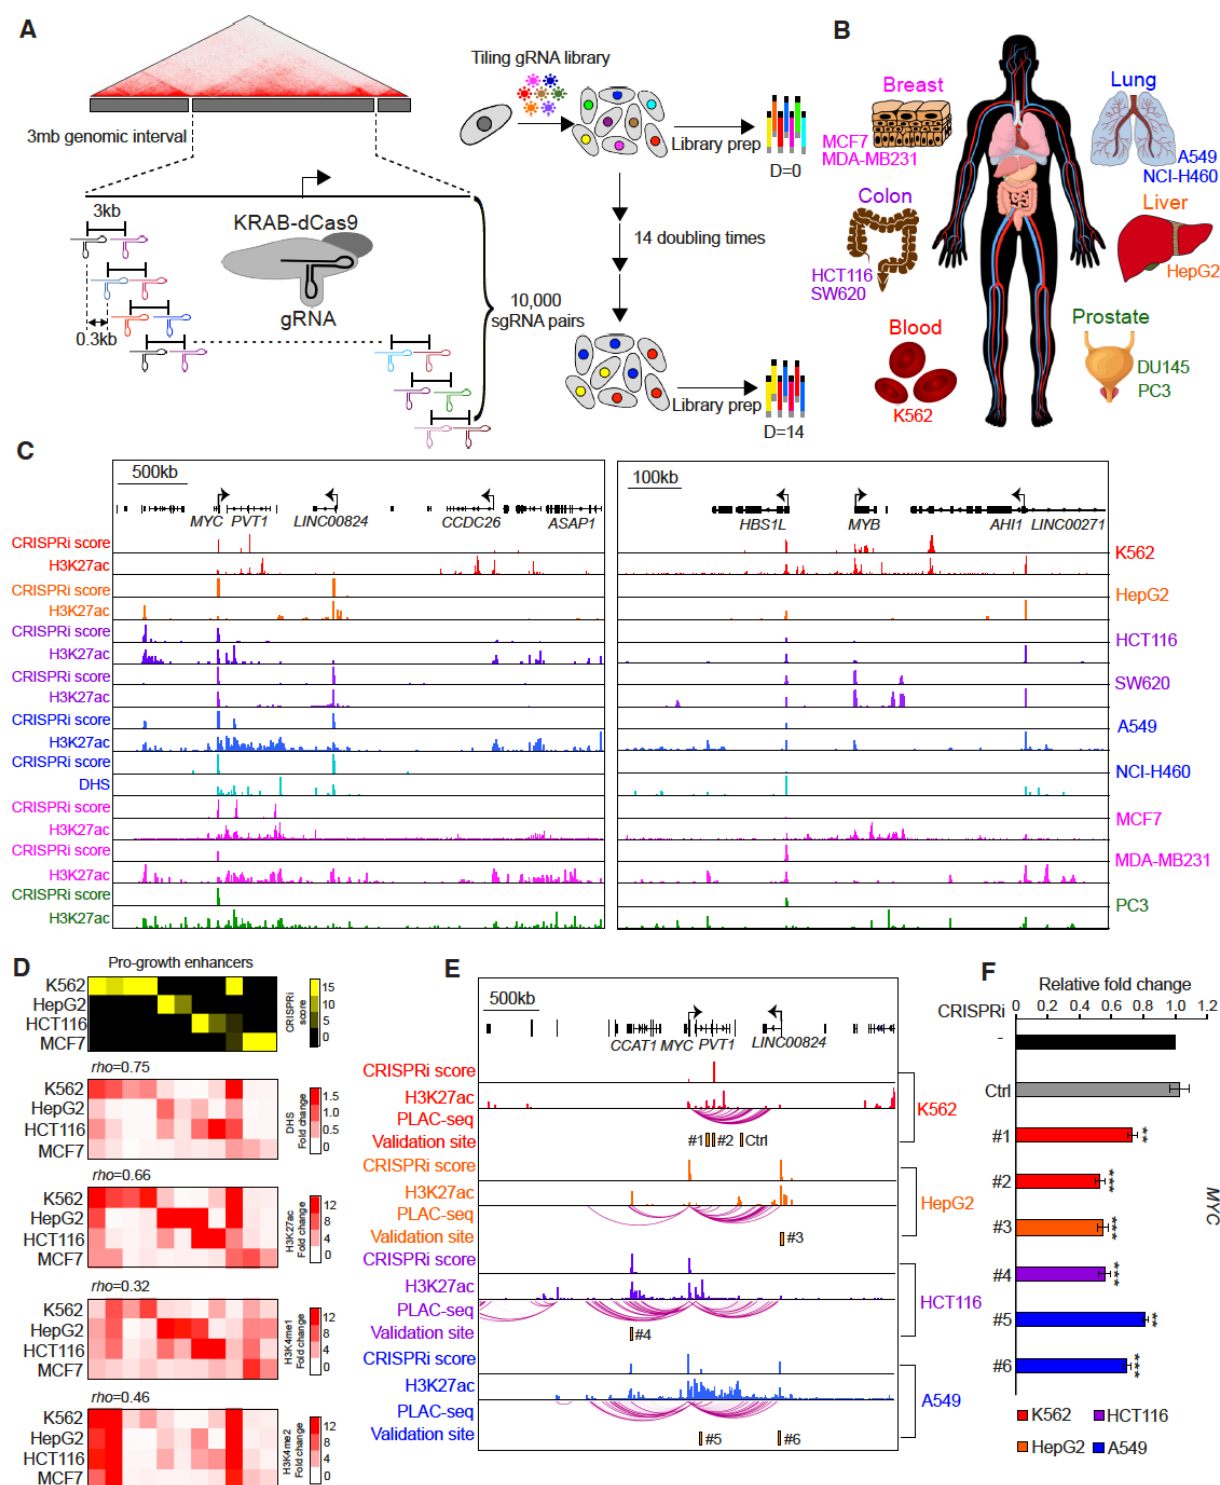 A
3mb genomic interval
3kb
KRAB-dCas9
gRNA
0.3kb
10,000
sgRNA pairs
Tiling gRNA library
Library prep
D=0
14 doubling times
Library prep
D=14
B
Breast
MCF7
MDA-MB231
Lung
A549
NCI-H460
Colon
HCT116
SW620
Liver
HepG2
Blood
K562
Prostate
DU145
PC3
C
500kb
MYC PVT1 LINC00824 CCDC26 ASAP1
100kb
HBS1L MYB AHI1 LINC00271
CRISPRi score
H3K27ac
K562
CRISPRi score
H3K27ac
HepG2
CRISPRi score
H3K27ac
HCT116
CRISPRi score
H3K27ac
SW620
CRISPRi score
H3K27ac
A549
CRISPRi score
DHS
NCI-H460
CRISPRi score
H3K27ac
MCF7
CRISPRi score
H3K27ac
MDA-MB231
CRISPRi score
H3K27ac
PC3
D
Pro-growth enhancers
K562
HepG2
HCT116
MCF7
CRISPRi
score
15
10
5
0
rho=0.75
K562
HepG2
HCT116
MCF7
DHS
Fold change
1.5
1.0
0.5
0
rho=0.66
K562
HepG2
HCT116
MCF7
H3K27ac
Fold change
12
8
4
0
rho=0.32
K562
HepG2
HCT116
MCF7
H3K4me1
Fold change
12
8
4
0
rho=0.46
K562
HepG2
HCT116
MCF7
H3K4me2
Fold change
12
8
4
0
E
500kb
CCAT1 MYC PVT1 LINC00824
CRISPRi score
H3K27ac
PLAC-seq
Validation site
#1 #2 Ctrl
K562
CRISPRi score
H3K27ac
PLAC-seq
Validation site
#3
HepG2
CRISPRi score
H3K27ac
PLAC-seq
Validation site
#4
HCT116
CRISPRi score
H3K27ac
PLAC-seq
Validation site
#5 #6
A549
F
Relative fold change
CRISPRi
0 0.2 0.4 0.6 0.8 1.0 1.2
-
Ctrl
#1 **
#2 ***
#3 ***
#4 ***
#5 **
#6 ***
MYC
K562 HCT116
HepG2 A549